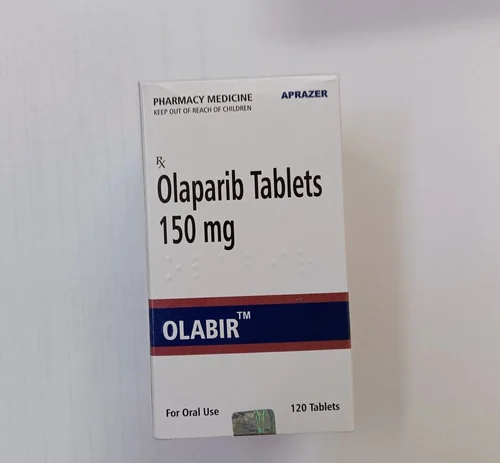 PHARMACY MEDICINE
APRAZER
KEEP OUT OF REACH OF CHILDREN
Rx
Olaparib Tablets
150 mg
OLABIR™
For Oral Use
120 Tablets